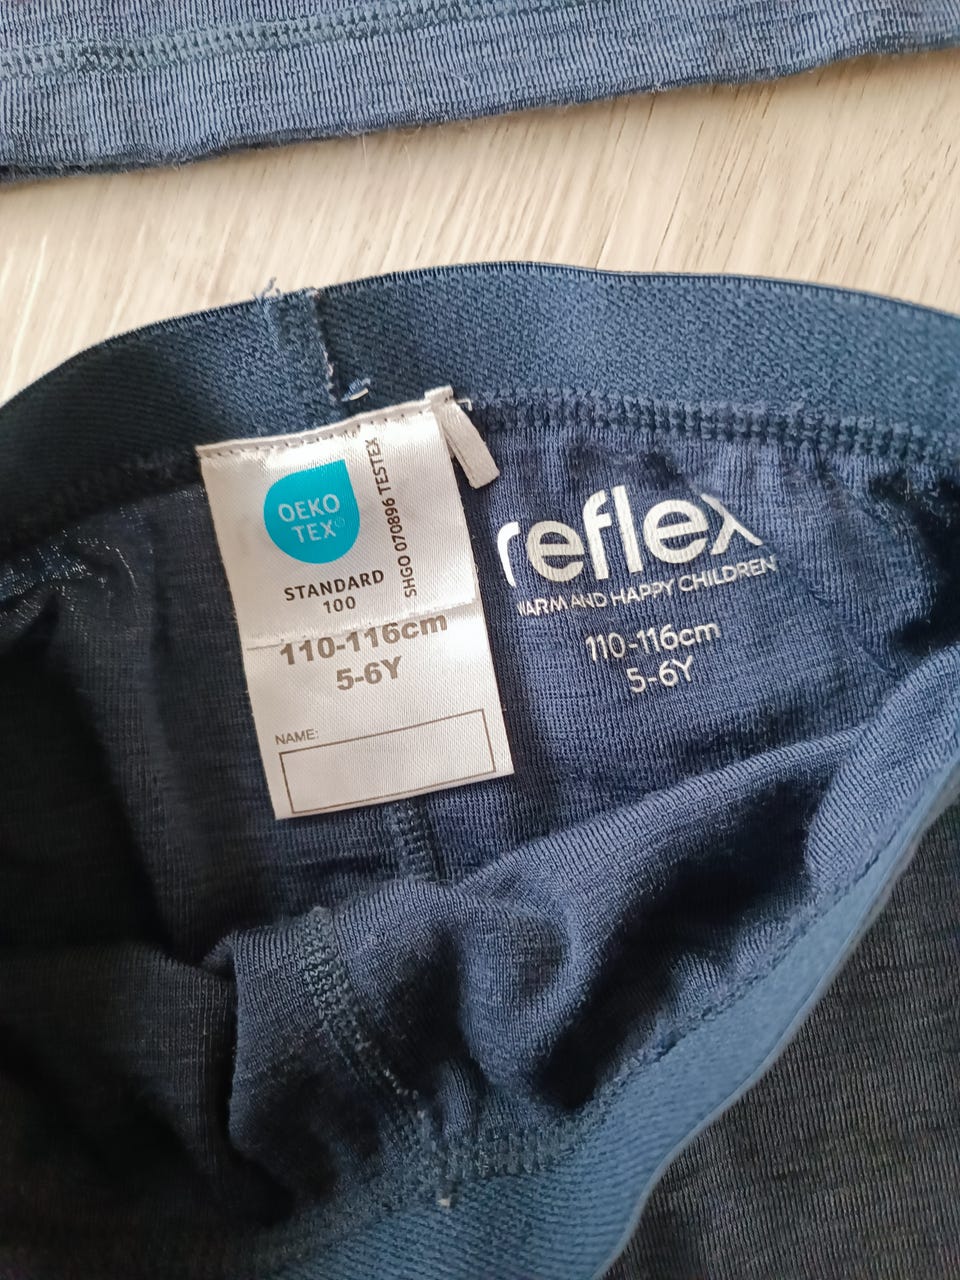 OEKO
TEX®
SHGO 070896 TESTEX
STANDARD
100
110-116cm
5-6Y
NAME:
reflex
WARM AND HAPPY CHILDREN
110-116cm
5-6Y